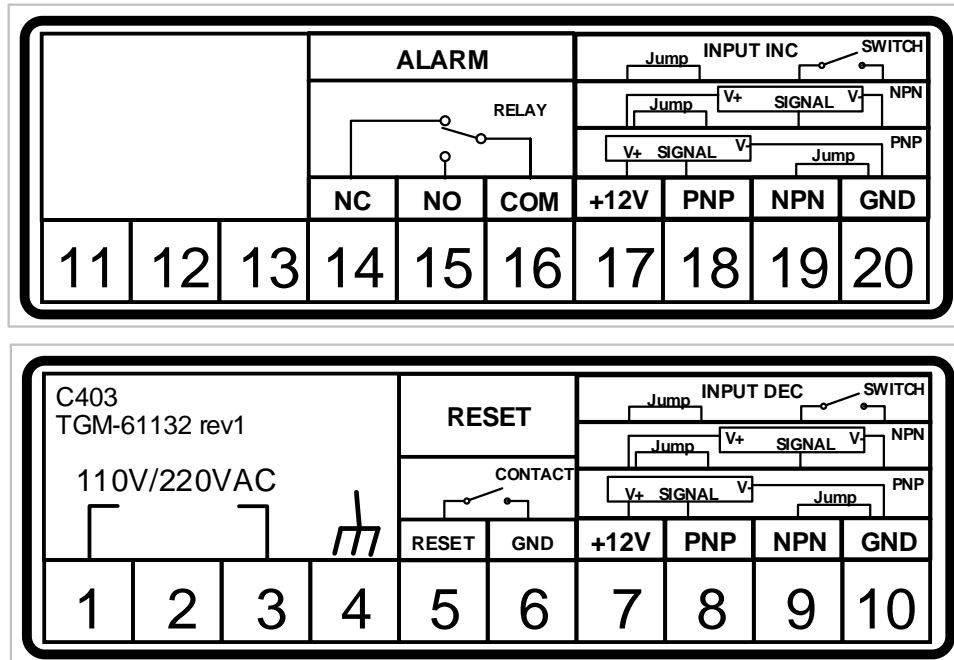 ALARM
INPUT INC
Jump
SWITCH
RELAY
Jump
V+ SIGNAL V- NPN
V+ SIGNAL V- PNP
Jump
NC NO COM +12V PNP NPN GND
11 12 13 14 15 16 17 18 19 20
C403
TGM-61132 rev1
110V/220VAC
RESET
INPUT DEC
Jump
SWITCH
CONTACT
Jump
V+ SIGNAL V- NPN
V+ SIGNAL V- PNP
Jump
RESET GND +12V PNP NPN GND
1 2 3 4 5 6 7 8 9 10